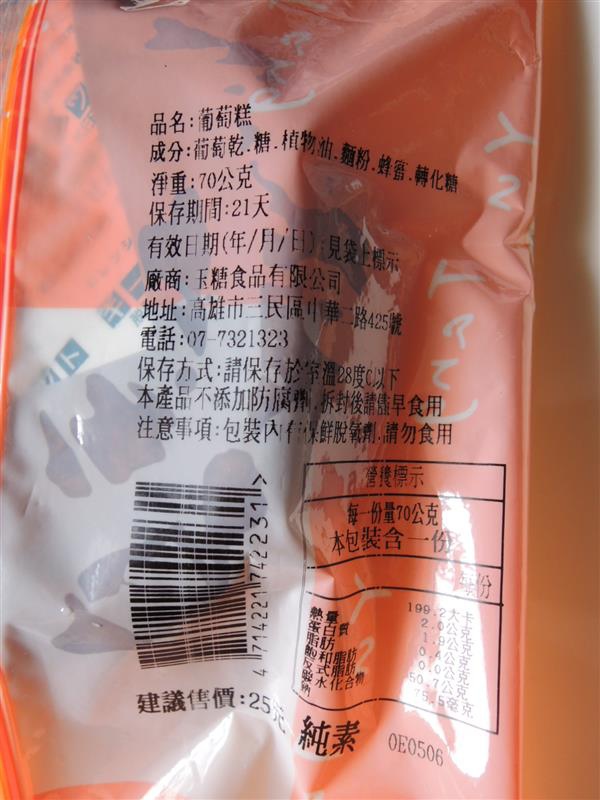 品名:葡萄糕
成分:葡萄乾.糖.植物油.麵粉.蜂蜜.轉化糖
淨重:70公克
保存期間:21天
有效日期(年/月/日):見袋上標示
廠商:玉糖食品有限公司
地址:高雄市三民區中華二路425號
電話:07-7321323
保存方式:請保存於室溫28度C以下
本產品不添加防腐劑.拆封後請儘早食用
注意事項:包裝內有保鮮脫氧劑.請勿食用
營養標示
每一份量70公克
本包裝含一份
每份
熱量 199.2大卡
蛋白質 2.0公克
脂肪 1.9公克
飽和脂肪 0.4公克
反式脂肪 0.0公克
碳水化合物 50.7公克
鈉 75.5毫克
4714221742231
建議售價:25元
純素
0E0506